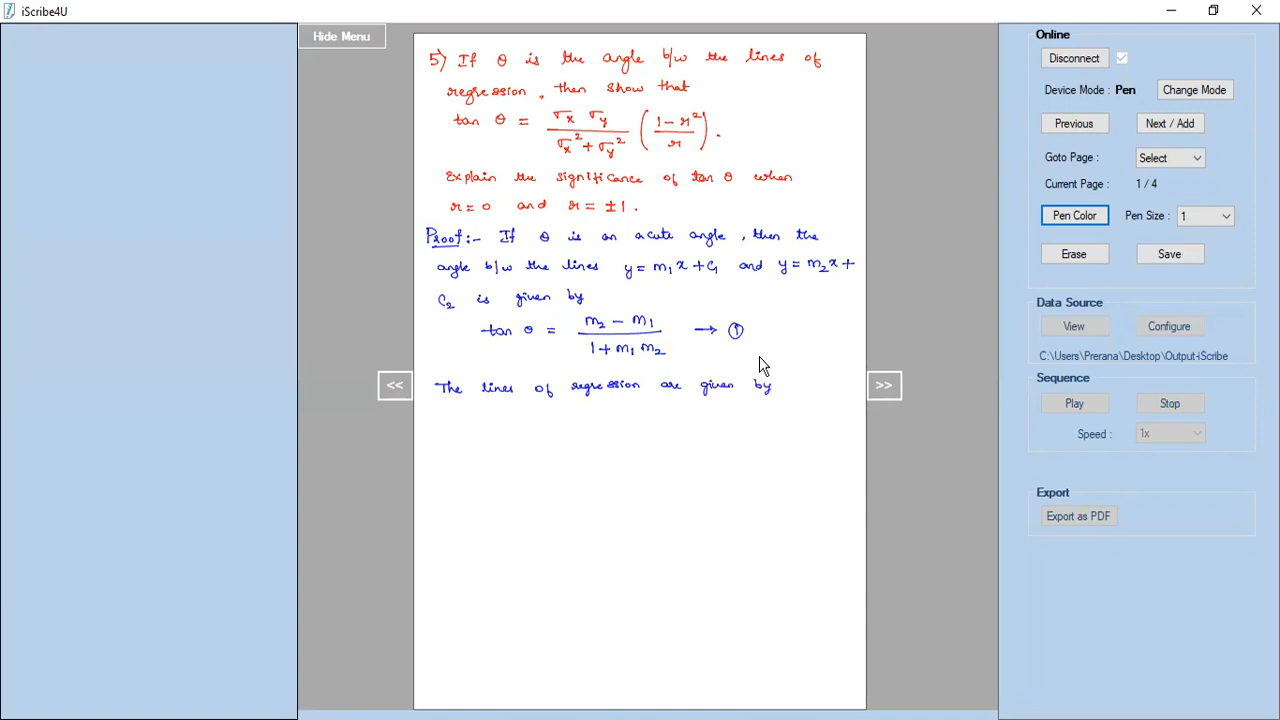 iScribe4U
Hide Menu
5) If θ is the angle b/w the lines of
regression, then show that
tan θ = σx σy / σx² + σy² (1 - r² / r).
Explain the significance of tan θ when
r = 0 and r = ±1.
Proof:- If θ is an acute angle, then the
angle b/w the lines y = m₁x + C₁ and y = m₂x +
C₂ is given by
tan θ = m₂ - m₁ / 1 + m₁ m₂ → ①
The lines of regression are given by
<<
>>
Online
Disconnect
Device Mode : Pen Change Mode
Previous Next / Add
Goto Page : Select
Current Page : 1 / 4
Pen Color Pen Size : 1
Erase Save
Data Source
View Configure
C:\Users\Prerana\Desktop\Output-iScribe
Sequence
Play Stop
Speed : 1x
Export
Export as PDF